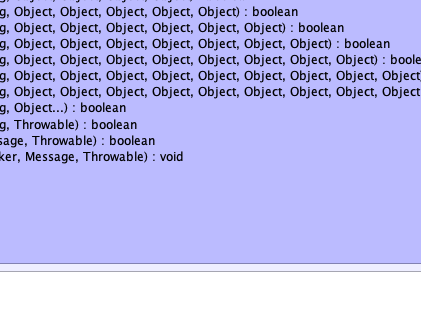 g, Object, Object, Object, Object, Object) : boolean
g, Object, Object, Object, Object, Object, Object) : boolean
g, Object, Object, Object, Object, Object, Object, Object) : boolean
g, Object, Object, Object, Object, Object, Object, Object, Object) : boole
g, Object, Object, Object, Object, Object, Object, Object, Object, Object)
g, Object, Object, Object, Object, Object, Object, Object, Object, Object
g, Object...) : boolean
g, Throwable) : boolean
sage, Throwable) : boolean
ker, Message, Throwable) : void